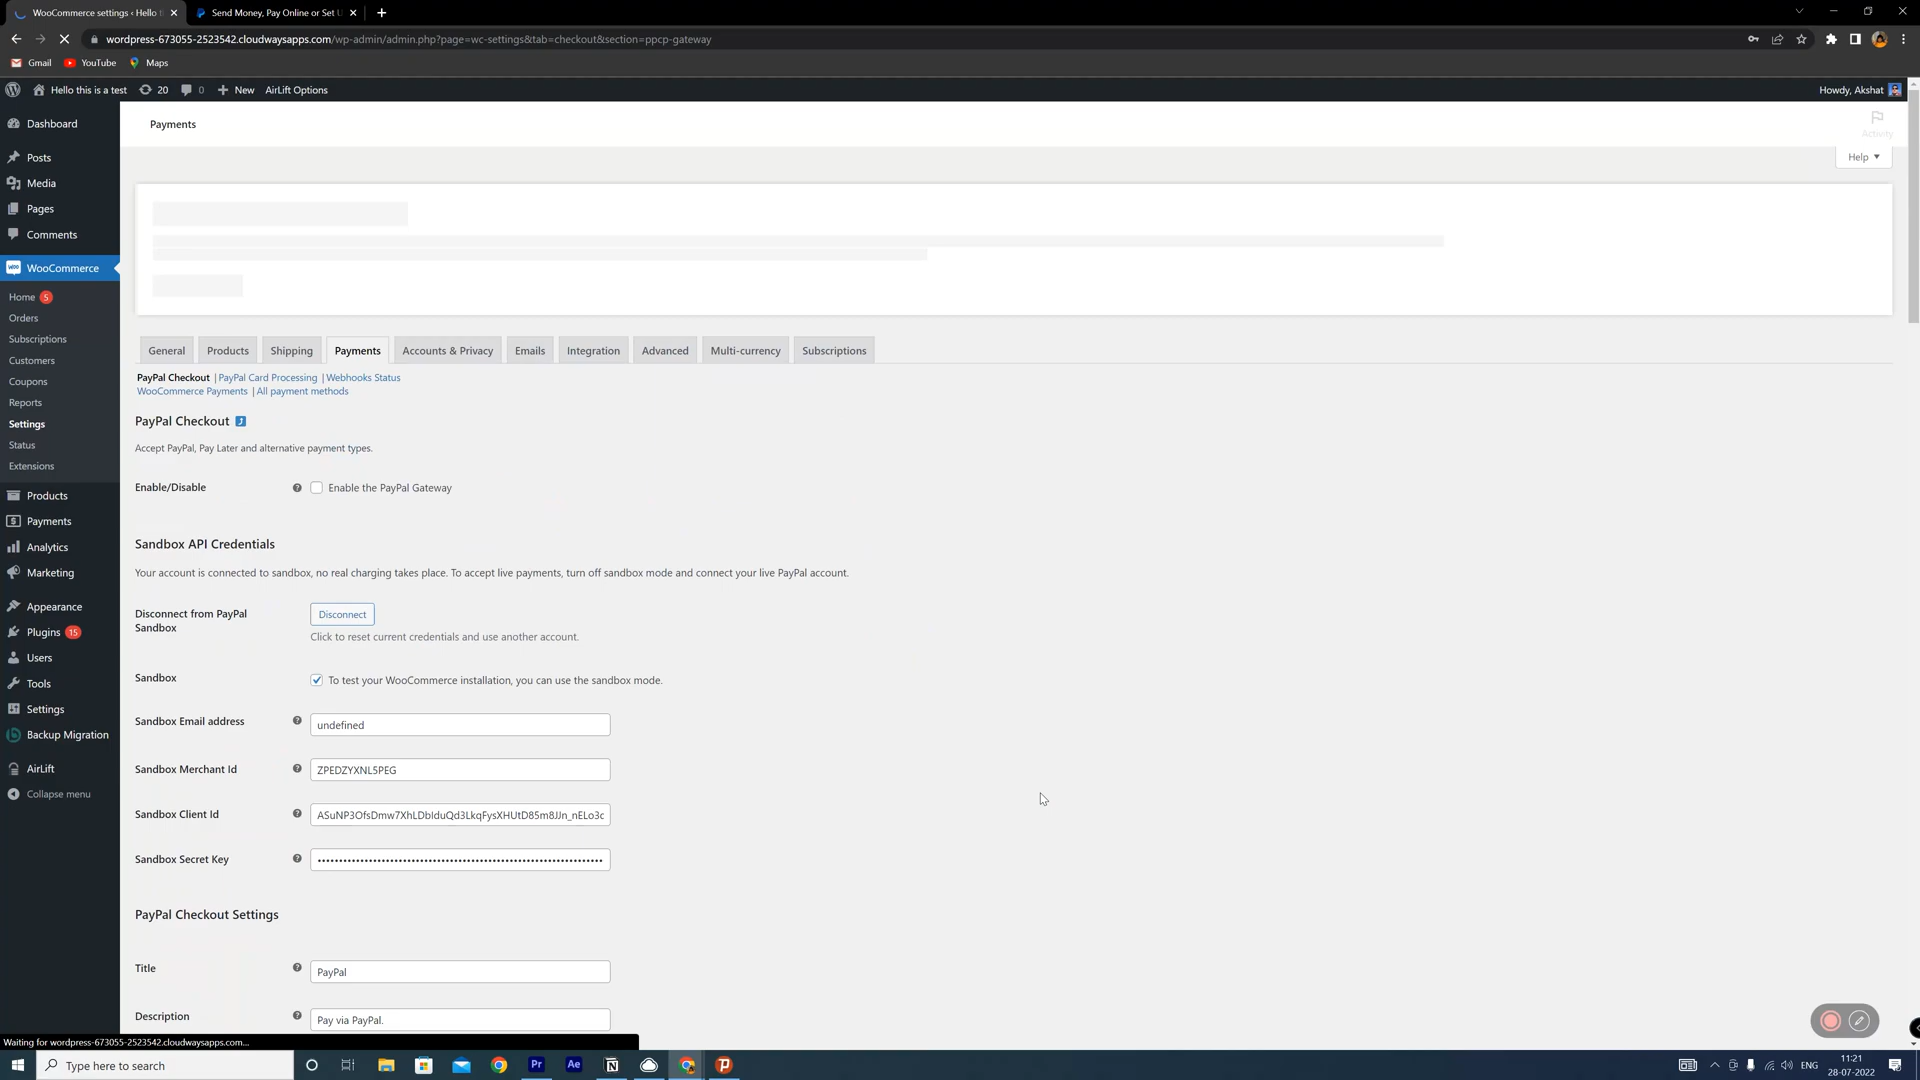 WooCommerce settings ‹ Hello t
Send Money, Pay Online or Set U
wordpress-673055-2523542.cloudwaysapps.com/wp-admin/admin.php?page=wc-settings&tab=checkout&section=ppcp-gateway
Gmail YouTube Maps
Hello this is a test 20 0 New AirLift Options Howdy, Akshat
Dashboard
Posts
Media
Pages
Comments
WooCommerce
Home 5
Orders
Subscriptions
Customers
Coupons
Reports
Settings
Status
Extensions
Products
Payments
Analytics
Marketing
Appearance
Plugins 15
Users
Tools
Settings
Backup Migration
AirLift
Collapse menu
Payments
Activity
Help
General Products Shipping Payments Accounts & Privacy Emails Integration Advanced Multi-currency Subscriptions
PayPal Checkout | PayPal Card Processing | Webhooks Status
WooCommerce Payments | All payment methods
PayPal Checkout
Accept PayPal, Pay Later and alternative payment types.
Enable/Disable Enable the PayPal Gateway
Sandbox API Credentials
Your account is connected to sandbox, no real charging takes place. To accept live payments, turn off sandbox mode and connect your live PayPal account.
Disconnect from PayPal
Sandbox
Disconnect
Click to reset current credentials and use another account.
Sandbox To test your WooCommerce installation, you can use the sandbox mode.
Sandbox Email address undefined
Sandbox Merchant Id ZPEDZYXNL5PEG
Sandbox Client Id
Sandbox Secret Key
PayPal Checkout Settings
Title PayPal
Description Pay via PayPal.
Waiting for wordpress-673055-2523542.cloudwaysapps.com...
Type here to search
Pr Ae
ENG
11:21
28-07-2022